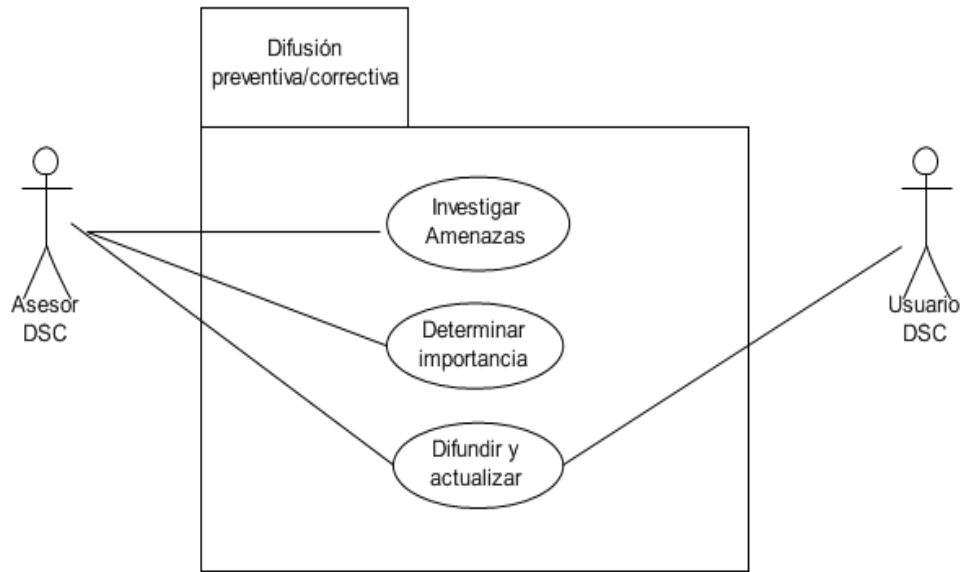 Difusión
preventiva/correctiva
Investigar
Amenazas
Asesor
DSC
Usuario
DSC
Determinar
importancia
Difundir y
actualizar